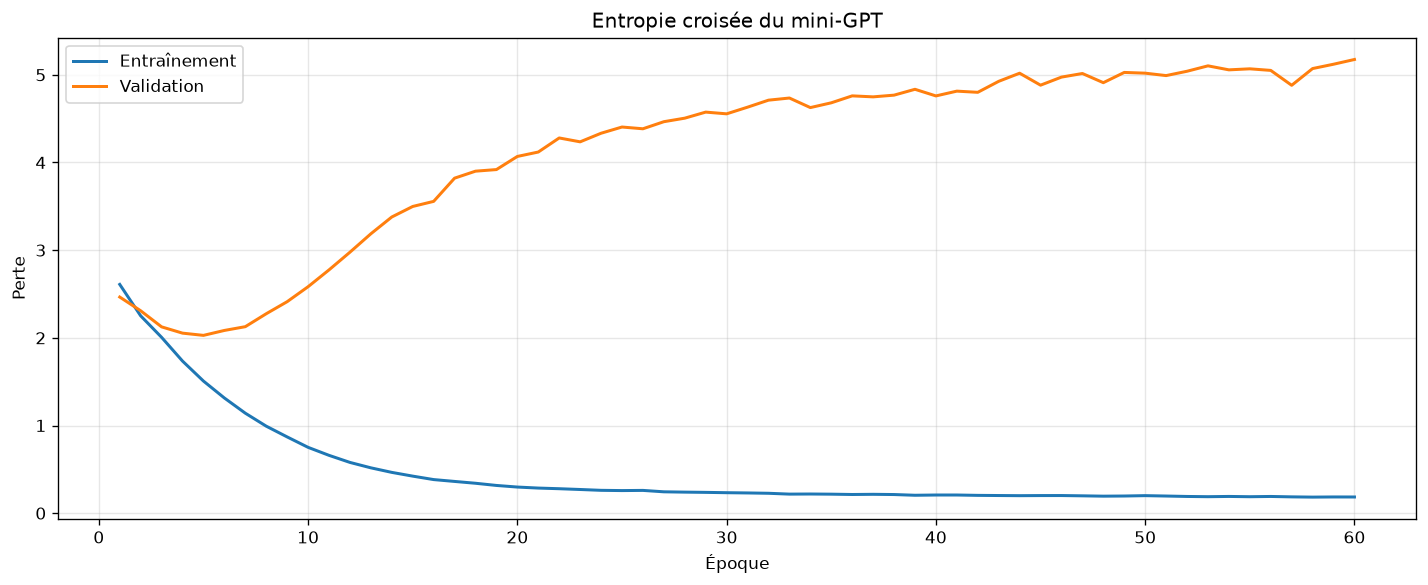 Entropie croisée du mini-GPT
Entraînement
Validation
Perte
5
4
3
2
1
0
0 10 20 30 40 50 60
Époque